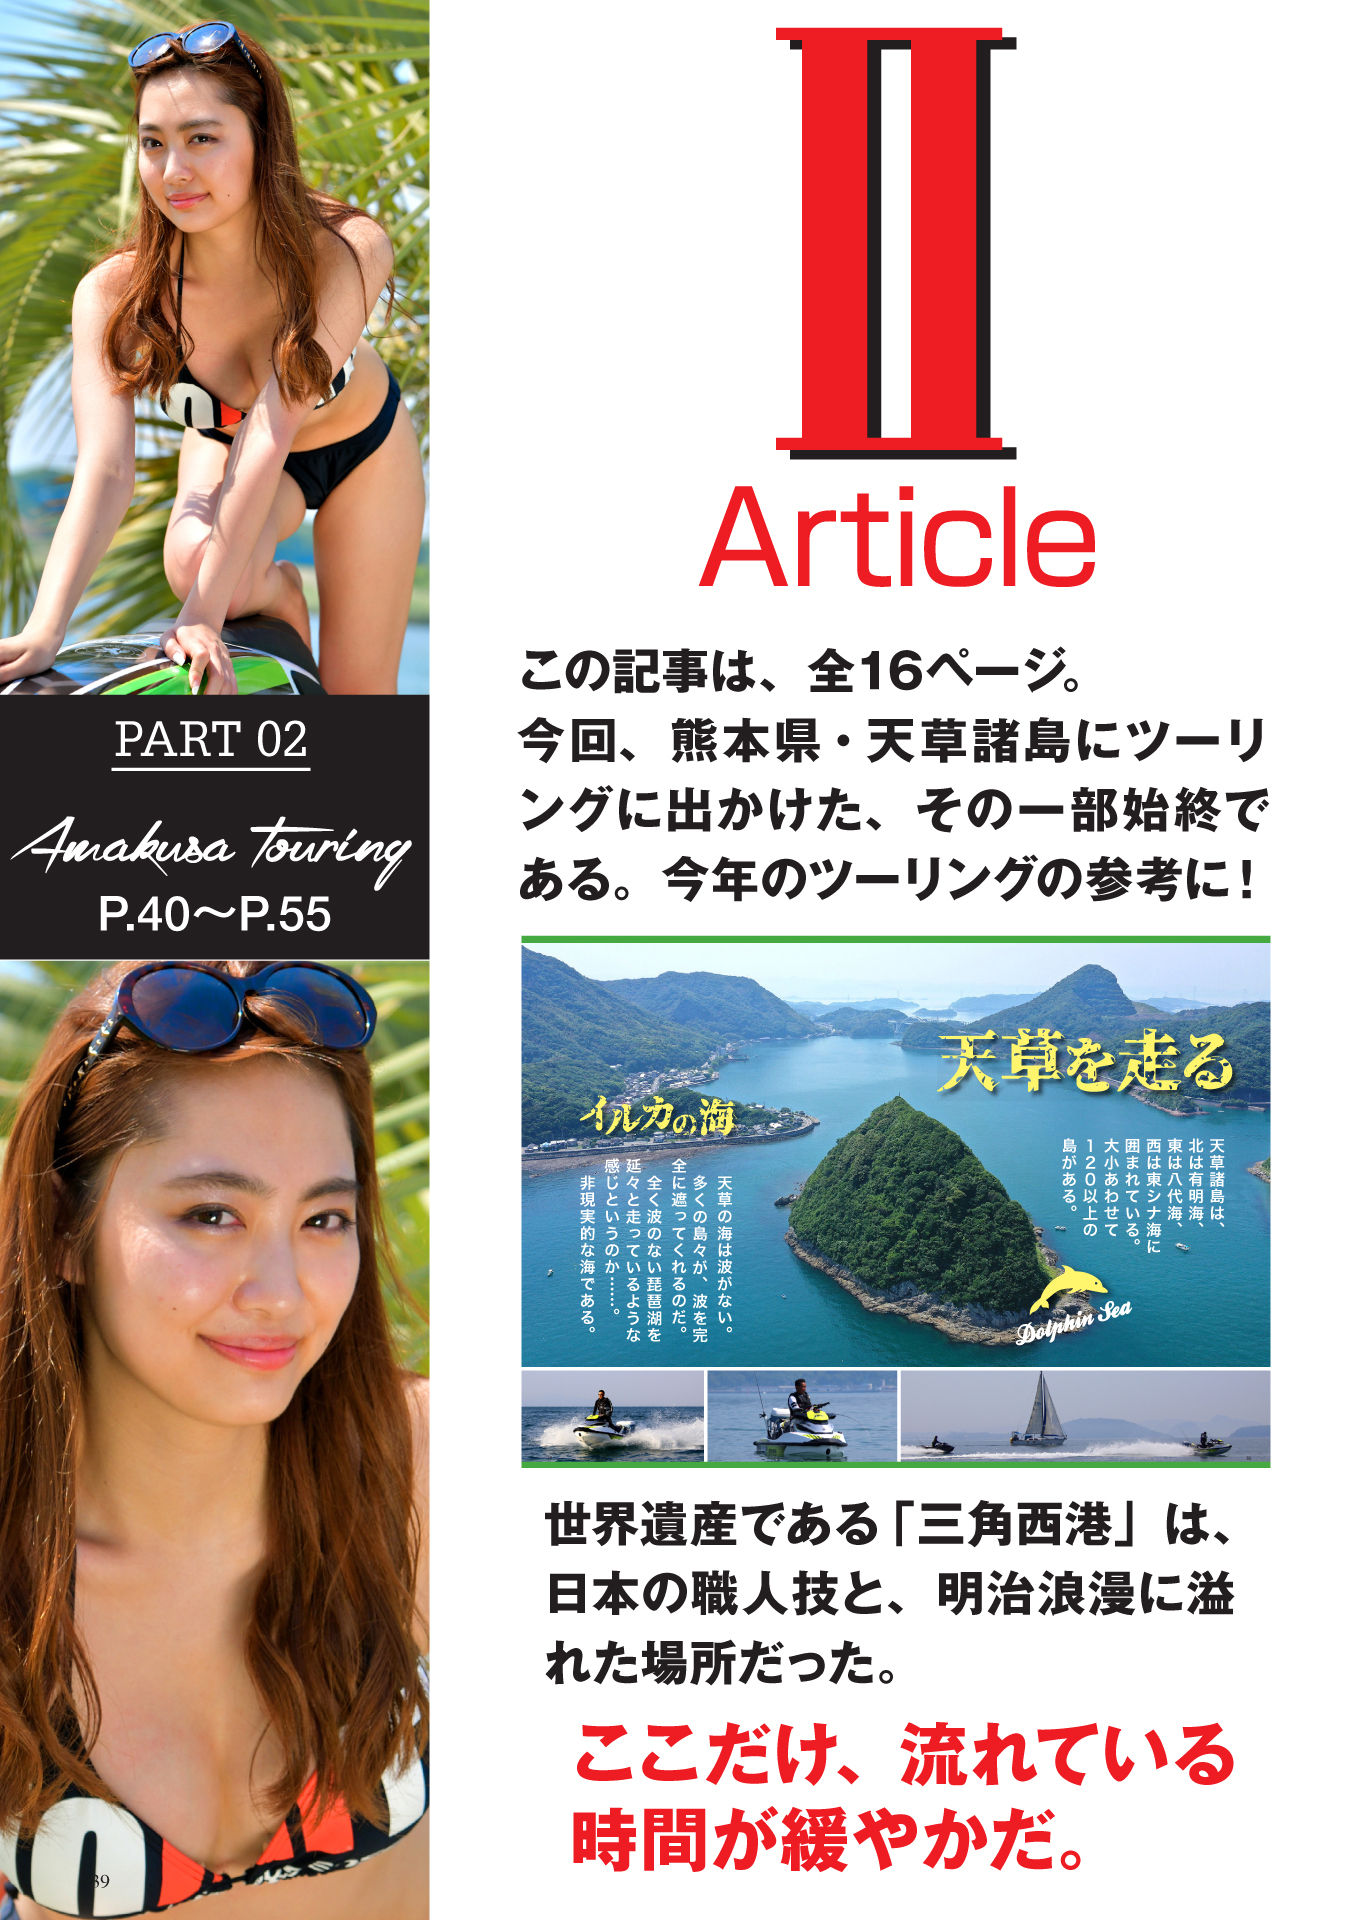 PART 02
Amakusa touring
P.40〜P.55
39
II
Article
この記事は、全16ページ。
今回、熊本県・天草諸島にツーリ
ングに出かけた、その一部始終で
ある。今年のツーリングの参考に！
天草を走る
天草諸島は、
北は有明海、
東は八代海、
西は東シナ海に
囲まれている。
大小あわせて
120以上の
島がある。
イルカの海
天草の海は波がない。
多くの島々が、波を完
全に遮ってくれるのだ。
全く波のない琵琶湖を
延々と走っているような
感じというのか……。
非現実的な海である。
Dolphin Sea
世界遺産である「三角西港」は、
日本の職人技と、明治浪漫に溢
れた場所だった。
ここだけ、流れている
時間が緩やかだ。